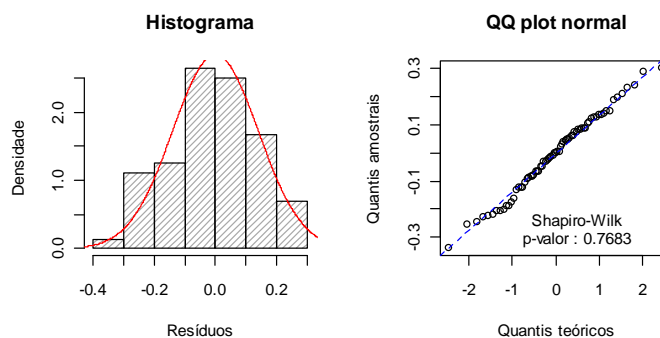 Histograma
Densidade
0.0
1.0
2.0
-0.4
-0.2
0.0
0.2
Resíduos
QQ plot normal
Quantis amostrais
-0.3
-0.1
0.1
0.3
Shapiro-Wilk
p-valor : 0.7683
-2
-1
0
1
2
Quantis teóricos